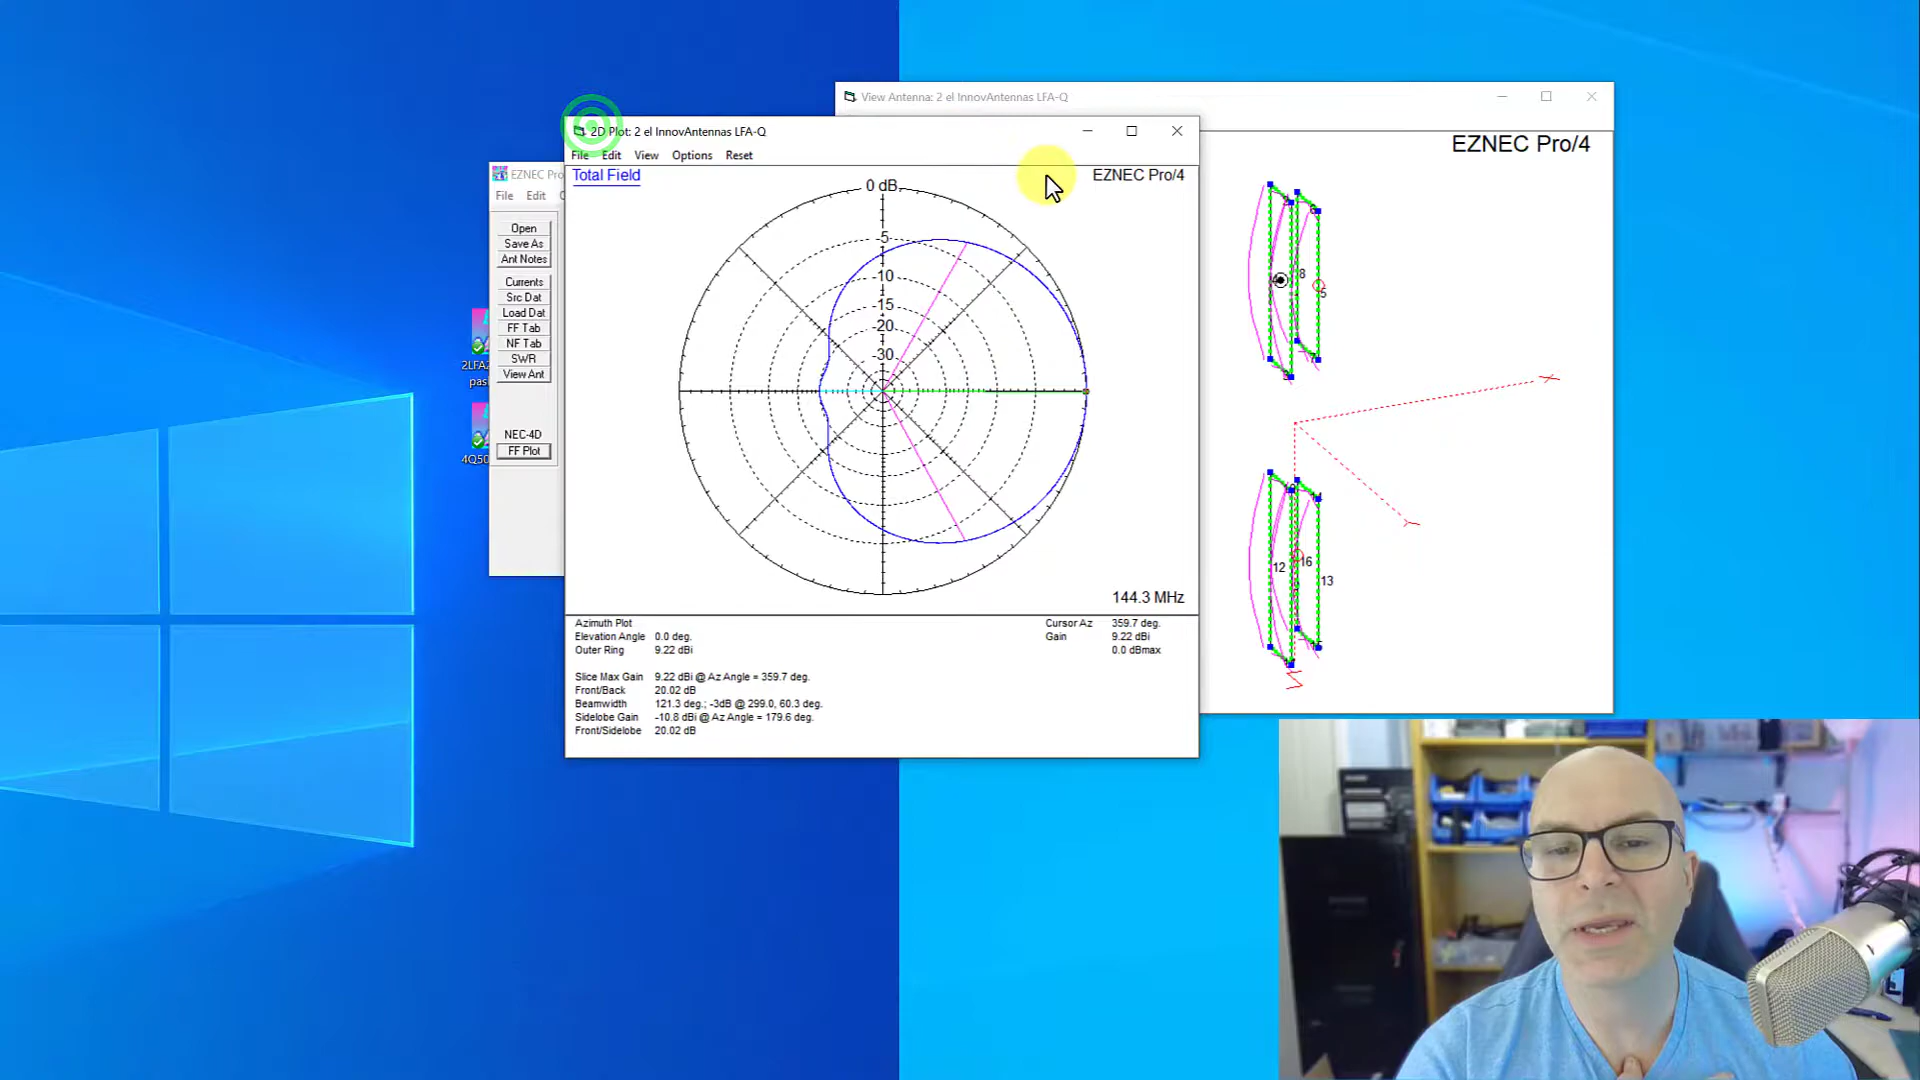 View Antenna: 2 el InnovAntennas LFA-Q
EZNEC Pro/4
2D Plot: 2 el InnovAntennas LFA-Q
File Edit View Options Reset
Total Field
EZNEC Pro/4
0 dB
-5
-10
-15
-20
-30
144.3 MHz
Azimuth Plot
Elevation Angle 0.0 deg.
Outer Ring 9.22 dBi
Cursor Az 359.7 deg.
Gain 9.22 dBi
0.0 dBmax
Slice Max Gain 9.22 dBi @ Az Angle = 359.7 deg.
Front/Back 20.02 dB
Beamwidth 121.3 deg.; -3dB @ 299.0, 60.3 deg.
Sidelobe Gain -10.8 dBi @ Az Angle = 179.6 deg.
Front/Sidelobe 20.02 dB
EZNEC Pro
File Edit
Open
Save As
Ant Notes
Currents
Src Dat
Load Dat
FF Tab
NF Tab
SWR
View Ant
NEC-4D
FF Plot
8
5
12
16
13
X
Y
Z